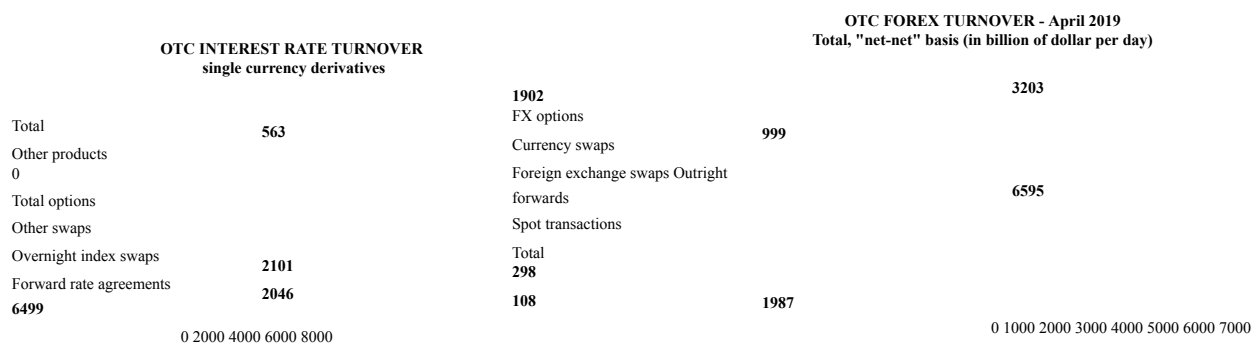 OTC INTEREST RATE TURNOVER
single currency derivatives
Total
563
Other products
0
Total options
Other swaps
Overnight index swaps
2101
Forward rate agreements
2046
6499
0 2000 4000 6000 8000
OTC FOREX TURNOVER - April 2019
Total, "net-net" basis (in billion of dollar per day)
1902
3203
FX options
999
Currency swaps
Foreign exchange swaps Outright
forwards
6595
Spot transactions
Total
298
108
1987
0 1000 2000 3000 4000 5000 6000 7000